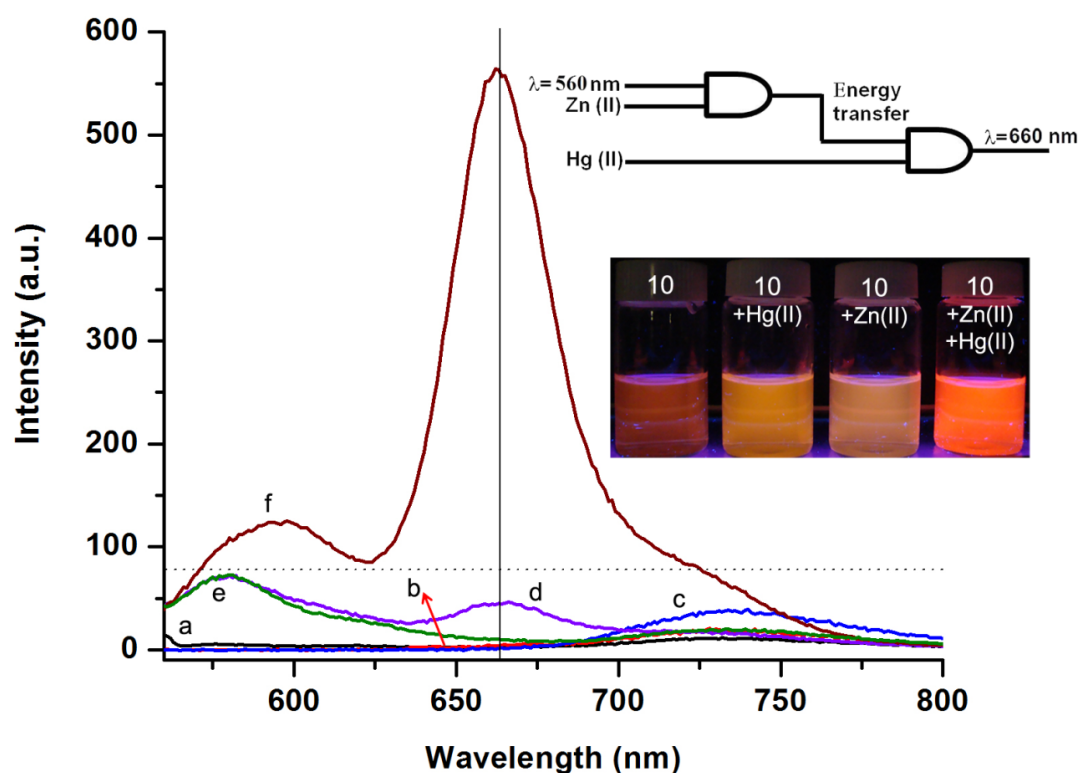 600
500
400
300
200
100
0
Intensity (a.u.)
600
650
700
750
800
Wavelength (nm)
λ= 560 nm
Zn (II)
Hg (II)
Energy
transfer
λ=660 nm
10
10
+Hg(II)
10
+Zn(II)
10
+Zn(II)
+Hg(II)
f
e
a
b
d
c